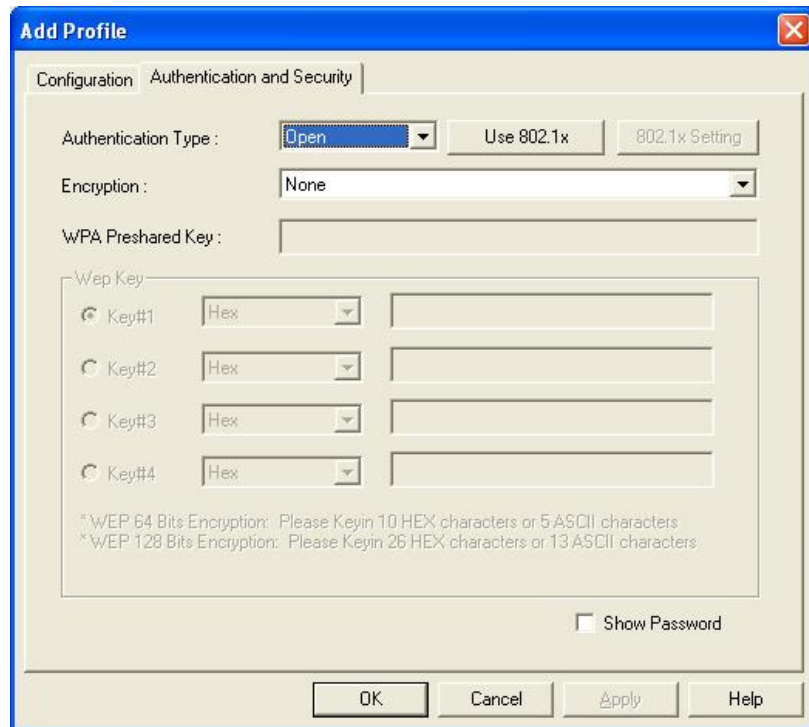 Add Profile
Configuration Authentication and Security
Authentication Type : Open Use 802.1x 802.1x Setting
Encryption : None
WPA Preshared Key :
Wep Key
Key#1 Hex
Key#2 Hex
Key#3 Hex
Key#4 Hex
* WEP 64 Bits Encryption: Please Keyin 10 HEX characters or 5 ASCII characters
* WEP 128 Bits Encryption: Please Keyin 26 HEX characters or 13 ASCII characters
Show Password
OK Cancel Apply Help